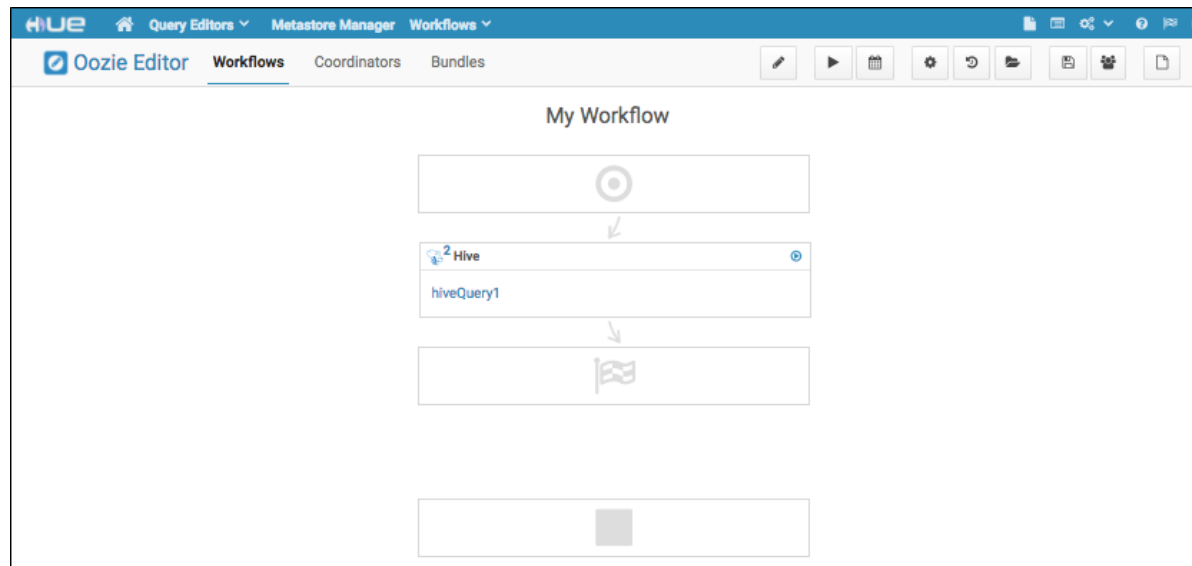 HUE Query Editors Metastore Manager Workflows
Oozie Editor Workflows Coordinators Bundles
My Workflow
2 Hive
hiveQuery1